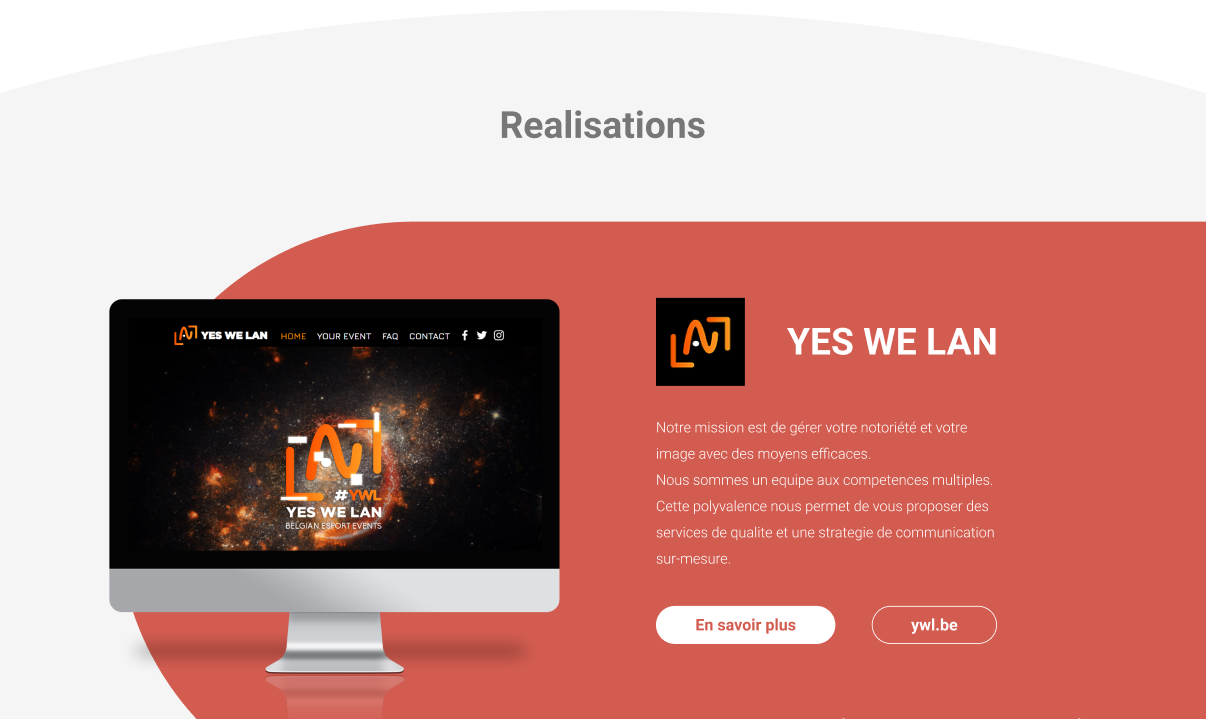 Realisations
YES WE LAN HOME YOUR EVENT FAQ CONTACT
#YWL
YES WE LAN
BELGIAN ESPORT EVENTS
YES WE LAN
Notre mission est de gérer votre notoriété et votre
image avec des moyens efficaces.
Nous sommes un equipe aux competences multiples.
Cette polyvalence nous permet de vous proposer des
services de qualite et une strategie de communication
sur-mesure.
En savoir plus
ywl.be